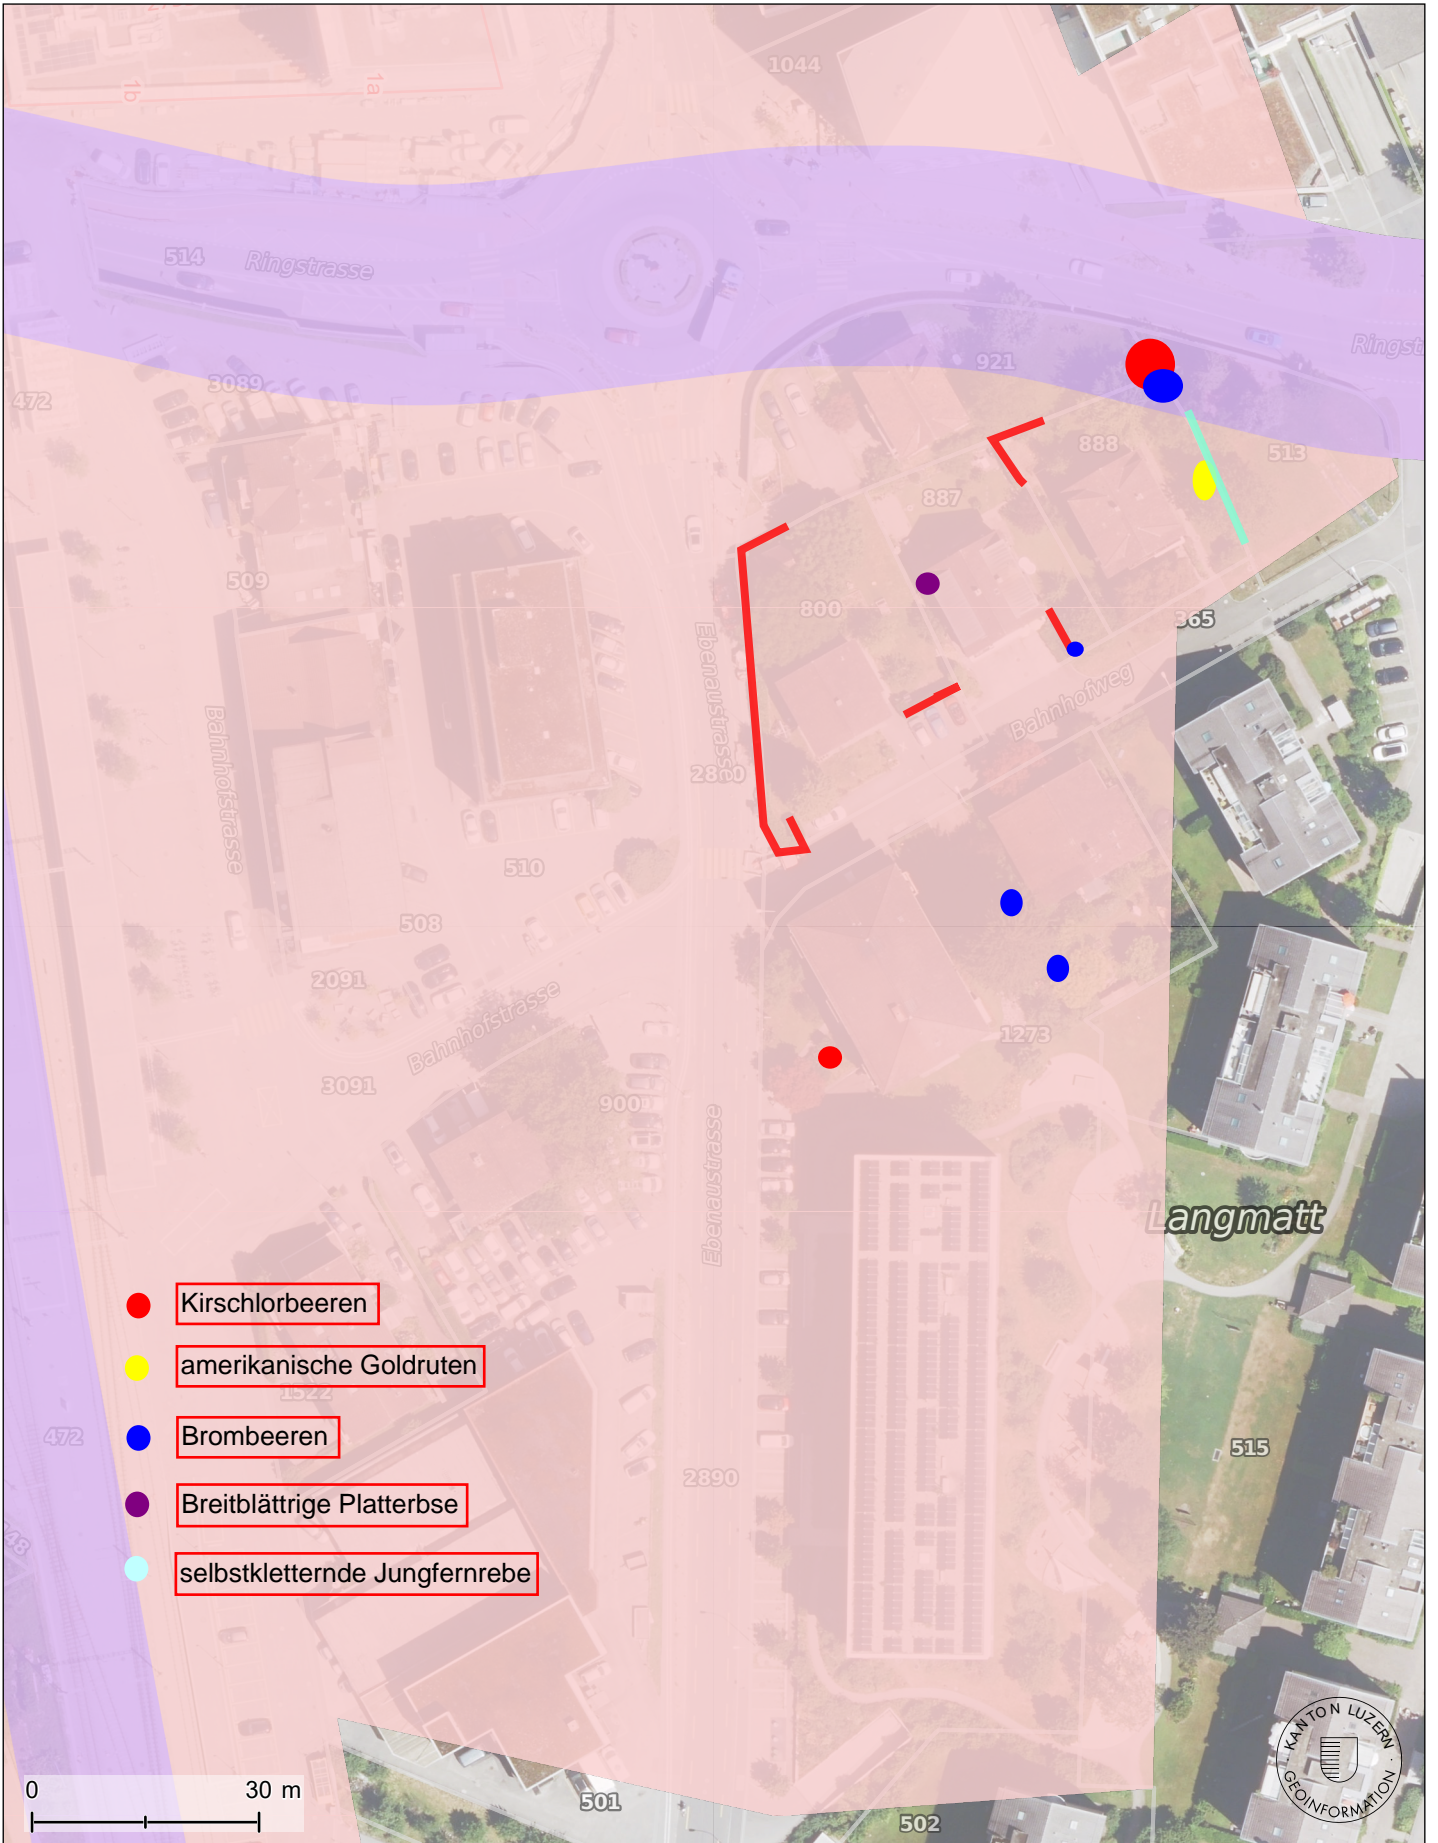 1b
1a
1044
514
Ringstrasse
Ringst
921
472
3089
888
513
887
509
800
365
Ebenaustrasse
Bahnhofweg
Bahnhofstrasse
510
508
2091
Bahnhofstrasse
1273
3091
900
Ebenaustrasse
Langmatt
Kirschlorbeeren
amerikanische Goldruten
1522
Brombeeren
472
515
2890
Breitblättrige Platterbse
selbstkletternde Jungfernrebe
KANTON LUZERN
GEOINFORMATION
0 30 m
501
502